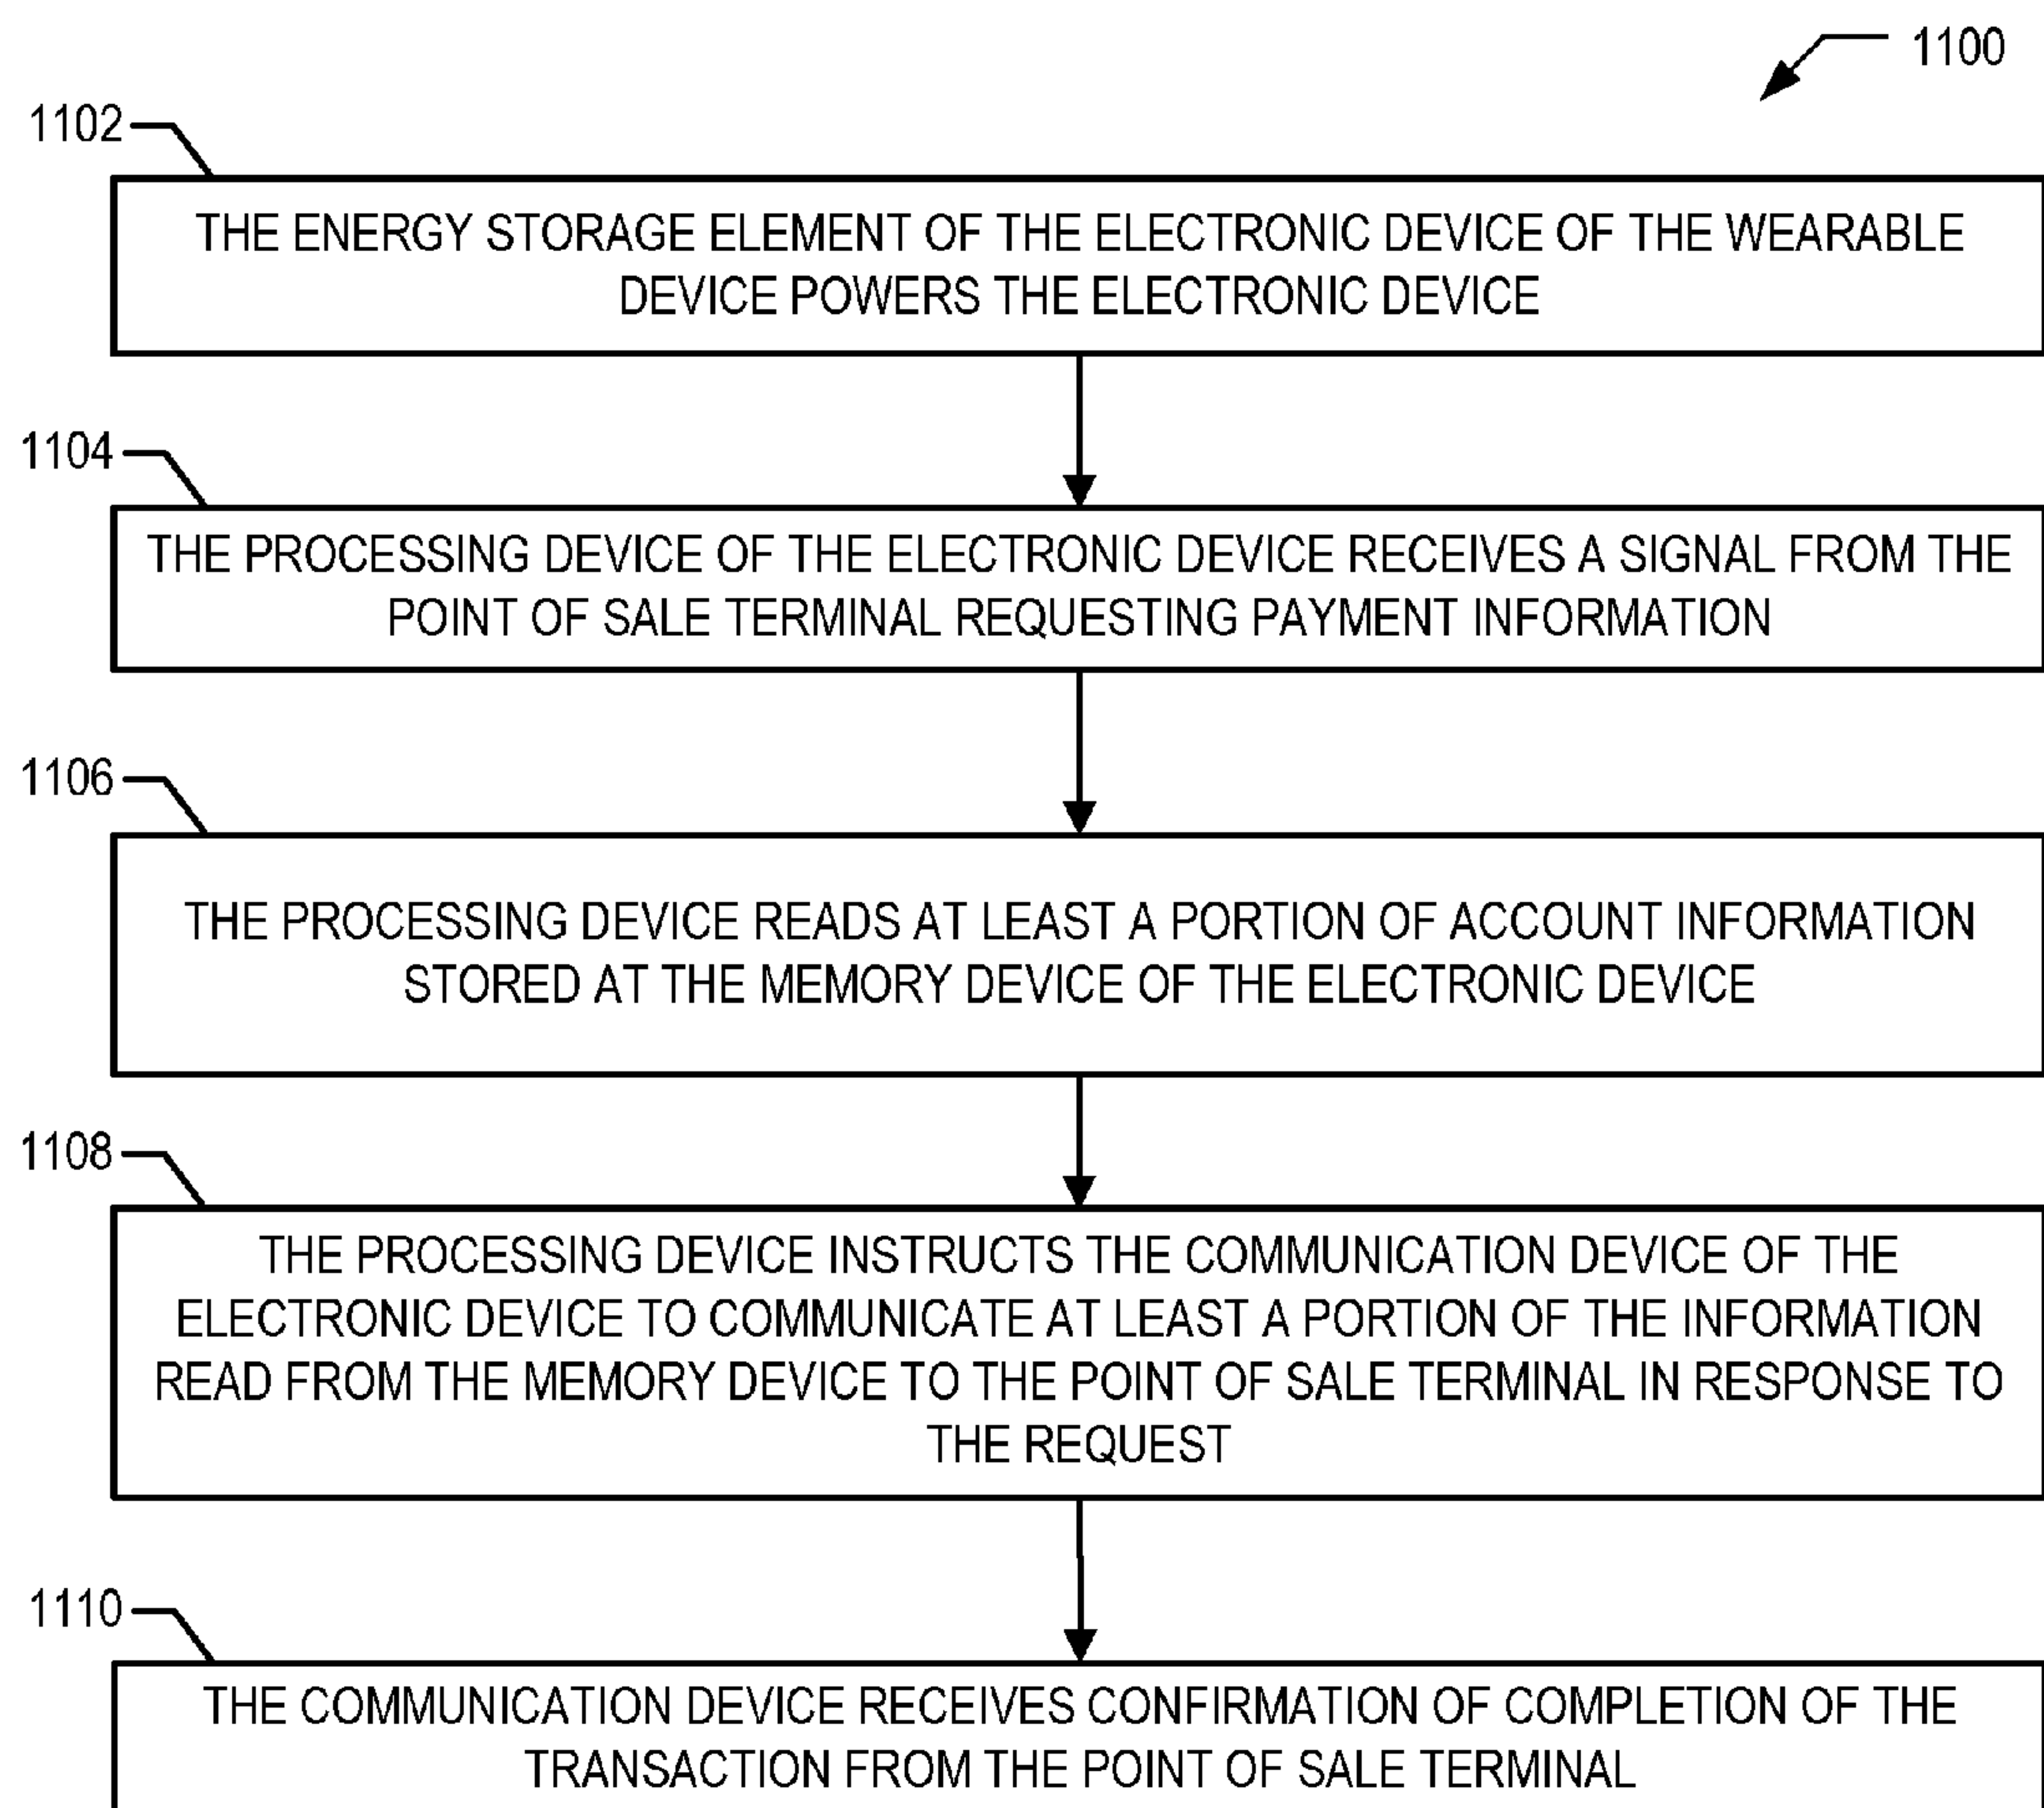 1100
1102
THE ENERGY STORAGE ELEMENT OF THE ELECTRONIC DEVICE OF THE WEARABLE
DEVICE POWERS THE ELECTRONIC DEVICE
1104
THE PROCESSING DEVICE OF THE ELECTRONIC DEVICE RECEIVES A SIGNAL FROM THE
POINT OF SALE TERMINAL REQUESTING PAYMENT INFORMATION
1106
THE PROCESSING DEVICE READS AT LEAST A PORTION OF ACCOUNT INFORMATION
STORED AT THE MEMORY DEVICE OF THE ELECTRONIC DEVICE
1108
THE PROCESSING DEVICE INSTRUCTS THE COMMUNICATION DEVICE OF THE
ELECTRONIC DEVICE TO COMMUNICATE AT LEAST A PORTION OF THE INFORMATION
READ FROM THE MEMORY DEVICE TO THE POINT OF SALE TERMINAL IN RESPONSE TO
THE REQUEST
1110
THE COMMUNICATION DEVICE RECEIVES CONFIRMATION OF COMPLETION OF THE
TRANSACTION FROM THE POINT OF SALE TERMINAL